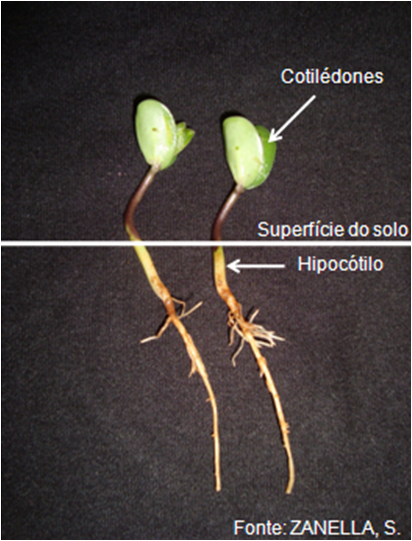 Cotilédones
Superfície do solo
Hipocótilo
Fonte: ZANELLA, S.